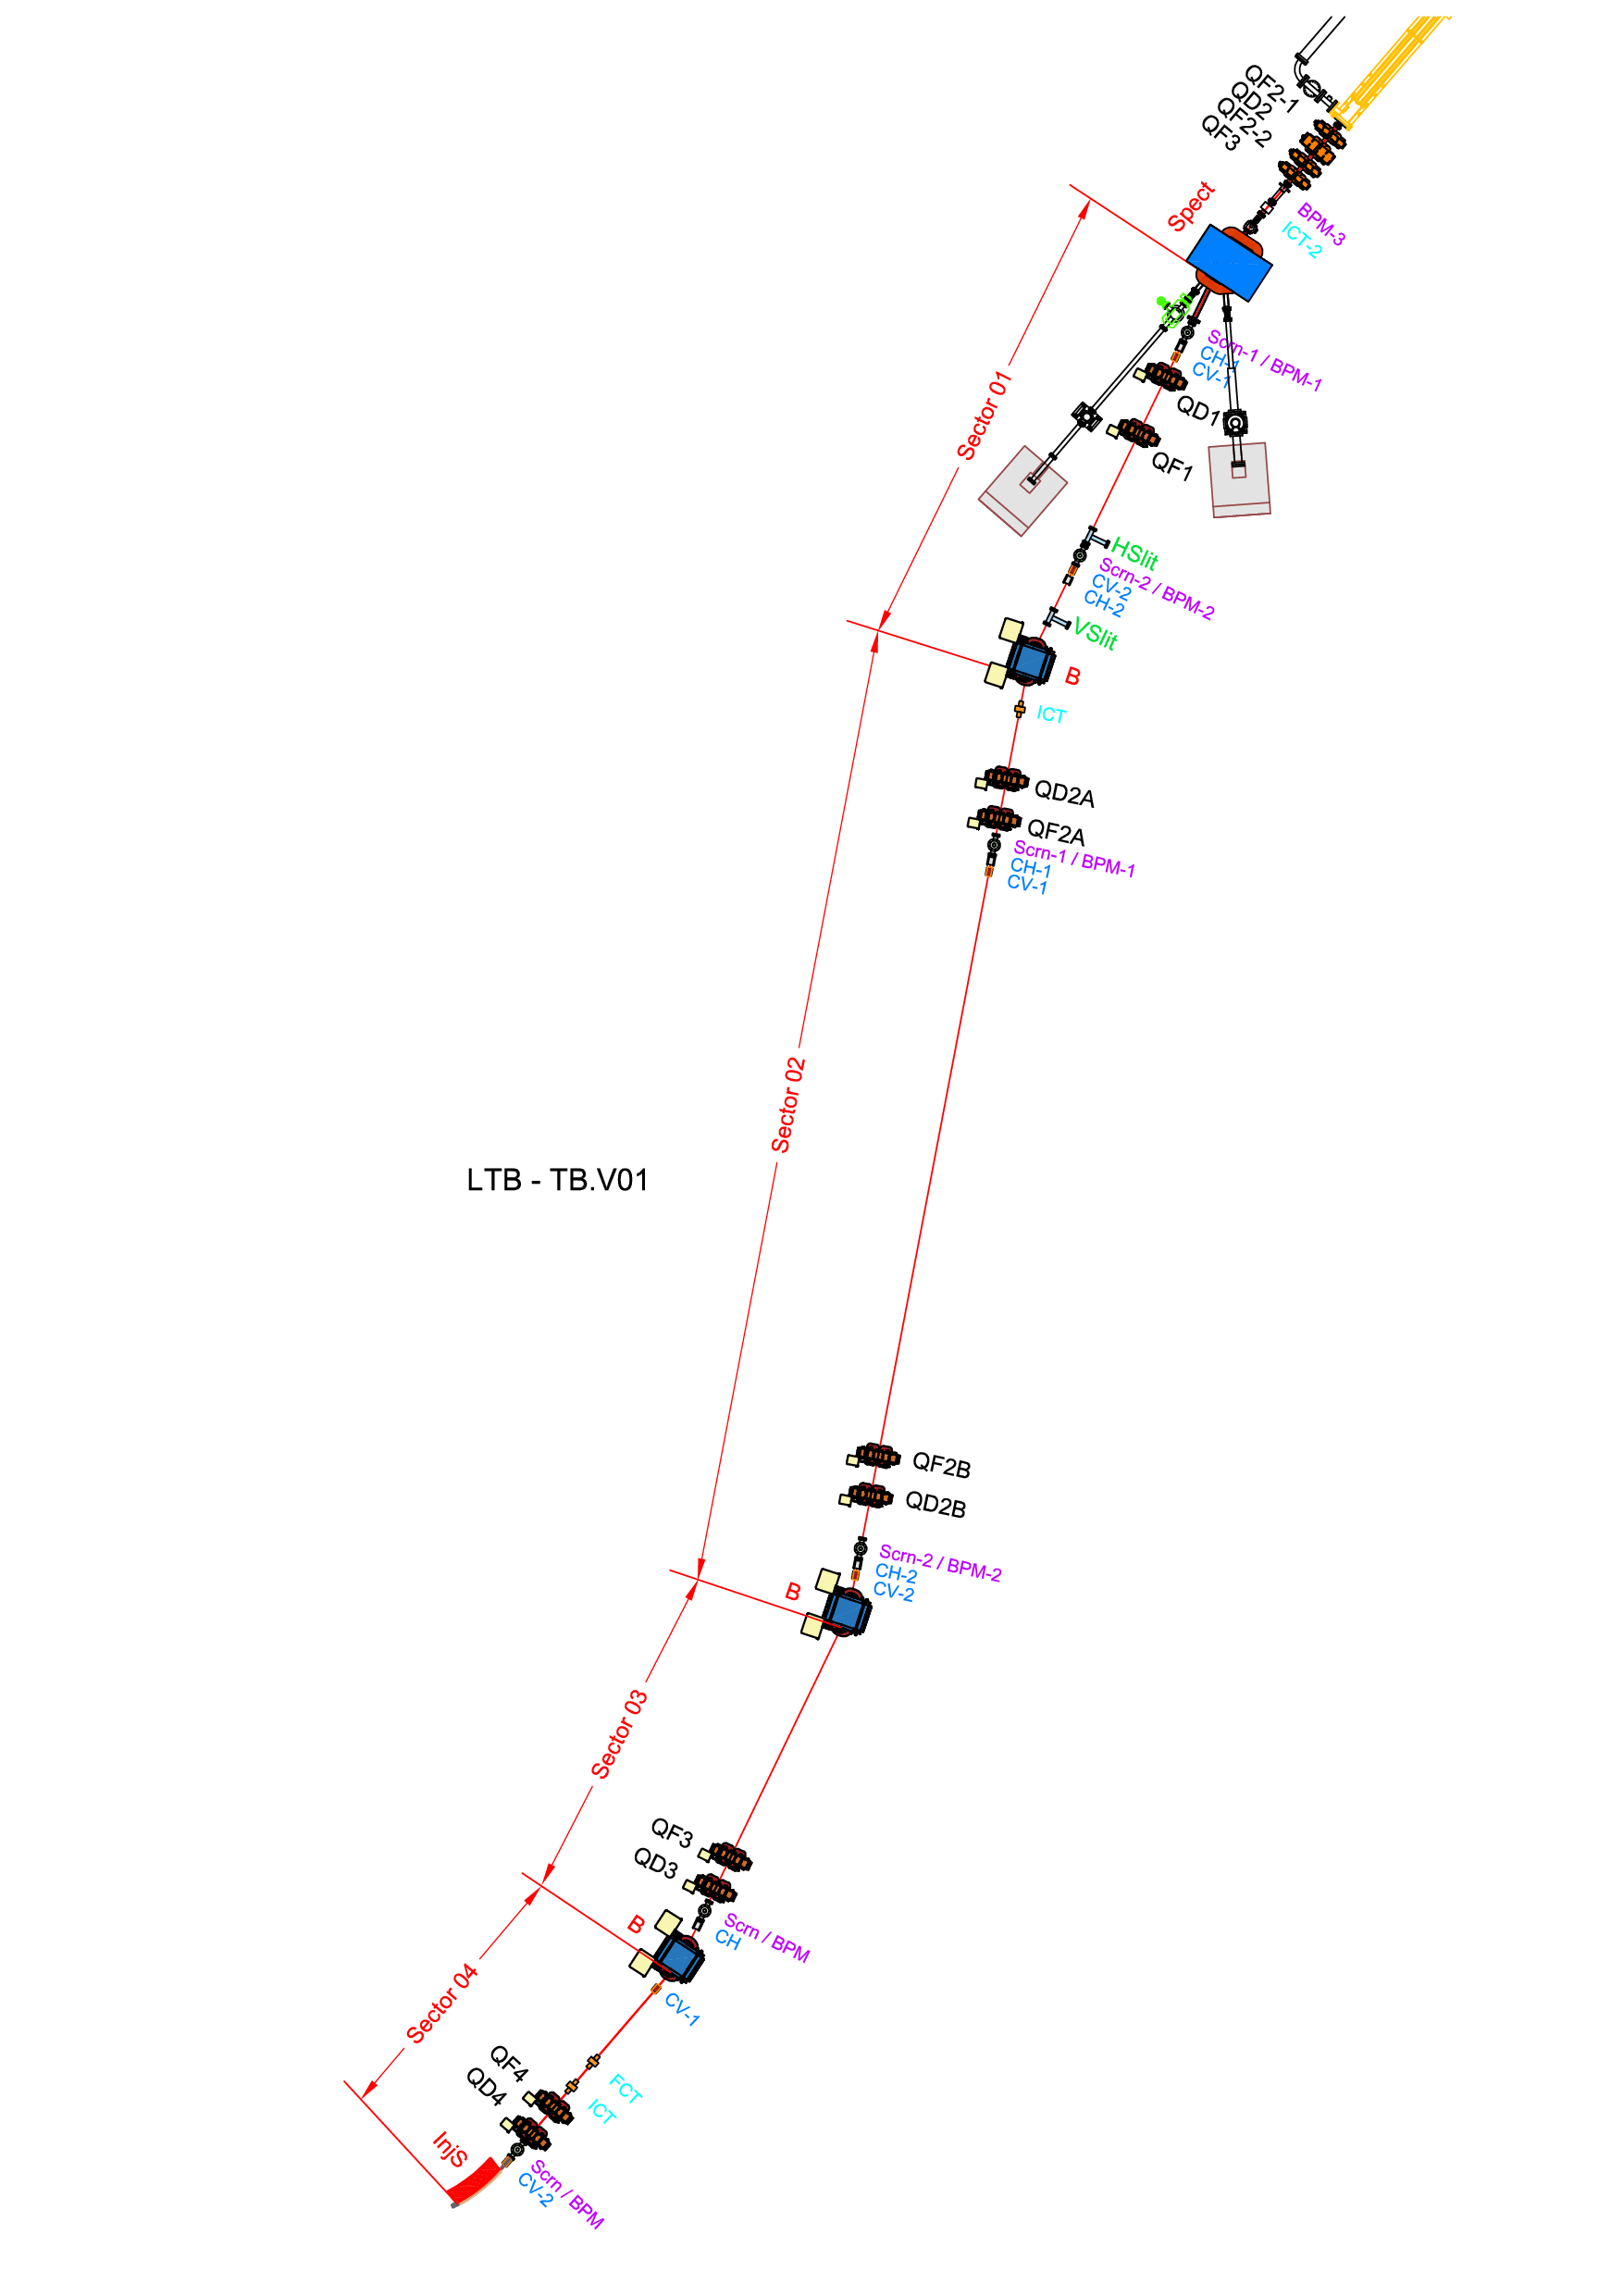 QF2-1
QD2
QF2-2
QF3
Spect
BPM-3
ICT-2
Scrn-1 / BPM-1
CH-1
CV-1
QD1
QF1
Sector 01
HSlit
Scrn-2 / BPM-2
CV-2
CH-2
VSlit
B
ICT
QD2A
QF2A
Scrn-1 / BPM-1
CH-1
CV-1
Sector 02
LTB - TB.V01
QF2B
QD2B
Scrn-2 / BPM-2
CH-2
CV-2
B
Sector 03
QF3
QD3
Scrn / BPM
CH
B
CV-1
Sector 04
FCT
ICT
QF4
QD4
InjS
Scrn / BPM
CV-2